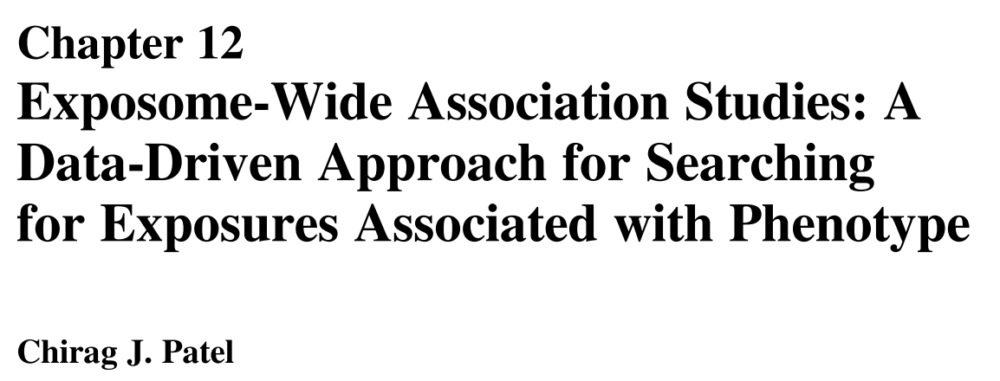 Chapter 12
Exposome-Wide Association Studies: A
Data-Driven Approach for Searching
for Exposures Associated with Phenotype
Chirag J. Patel